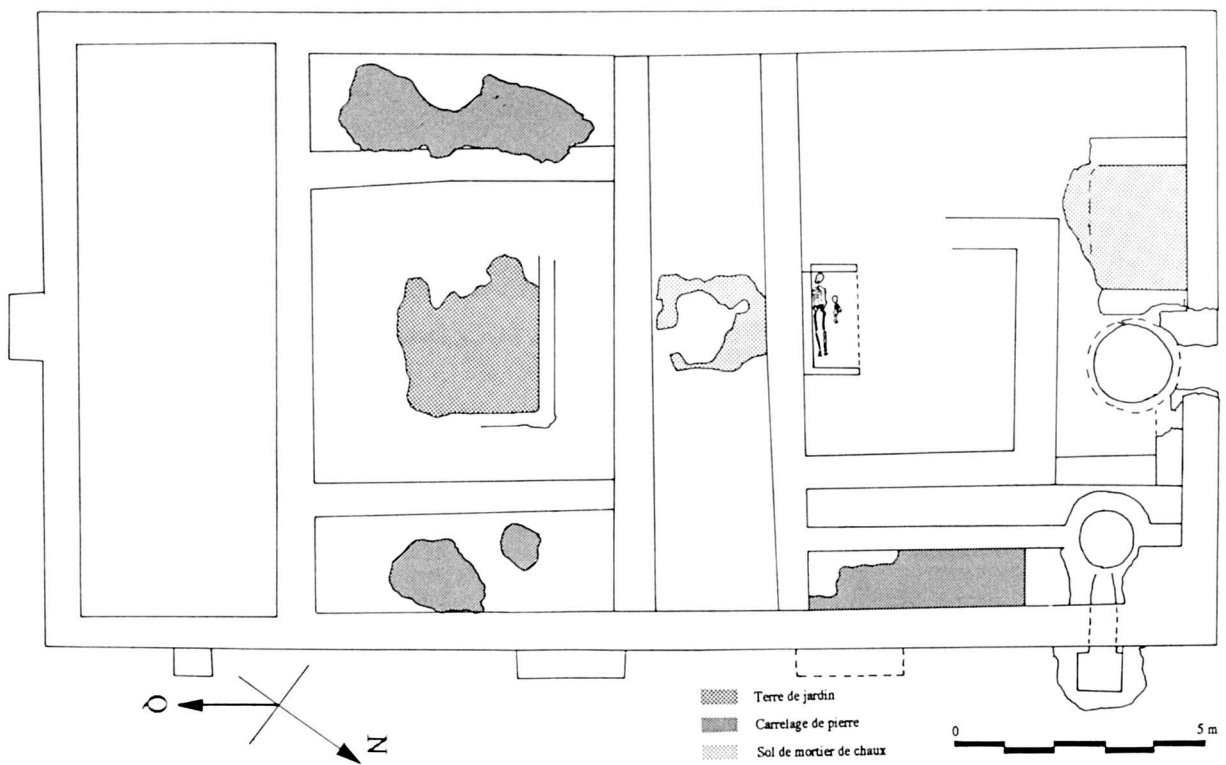 Q
N
Terre de jardin
Carrelage de pierre
Sol de mortier de chaux
0 5 m